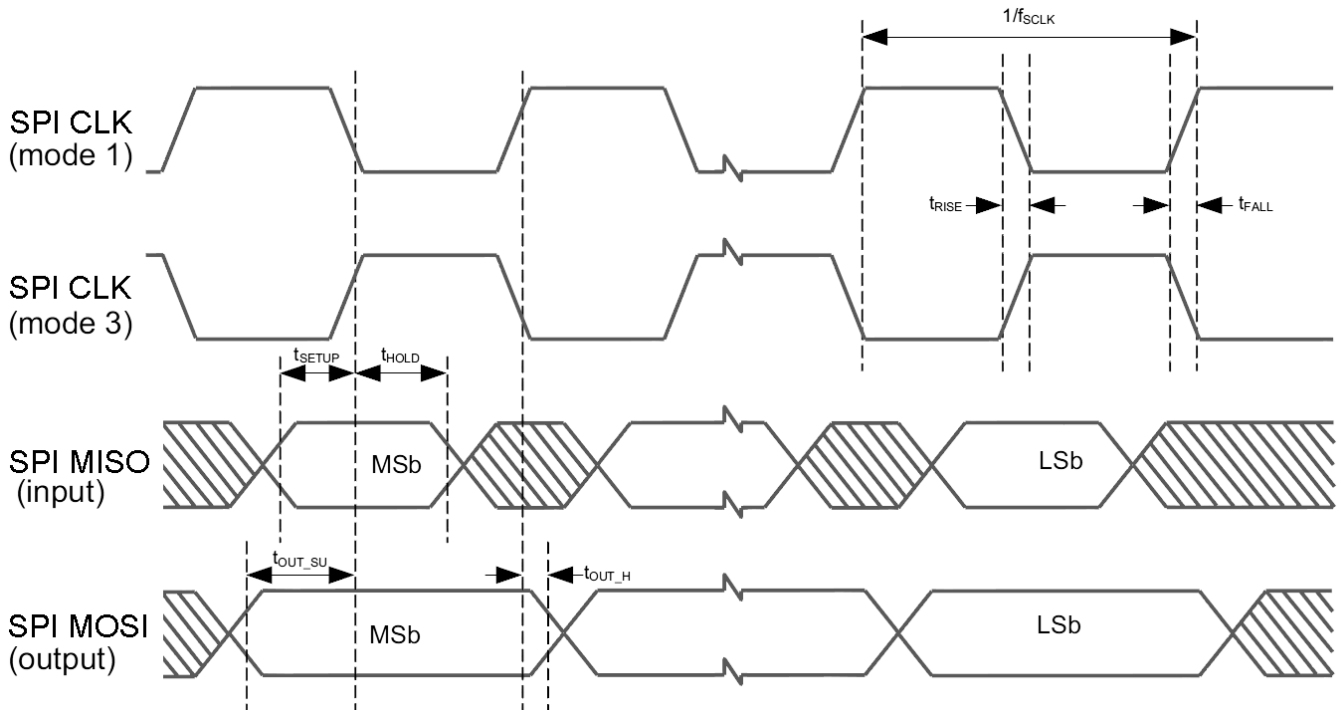 1/fSCLK
SPI CLK
(mode 1)
tRISE
tFALL
SPI CLK
(mode 3)
tSETUP
tHOLD
SPI MISO
(input)
MSb
LSb
tOUT_SU
tOUT_H
SPI MOSI
(output)
MSb
LSb